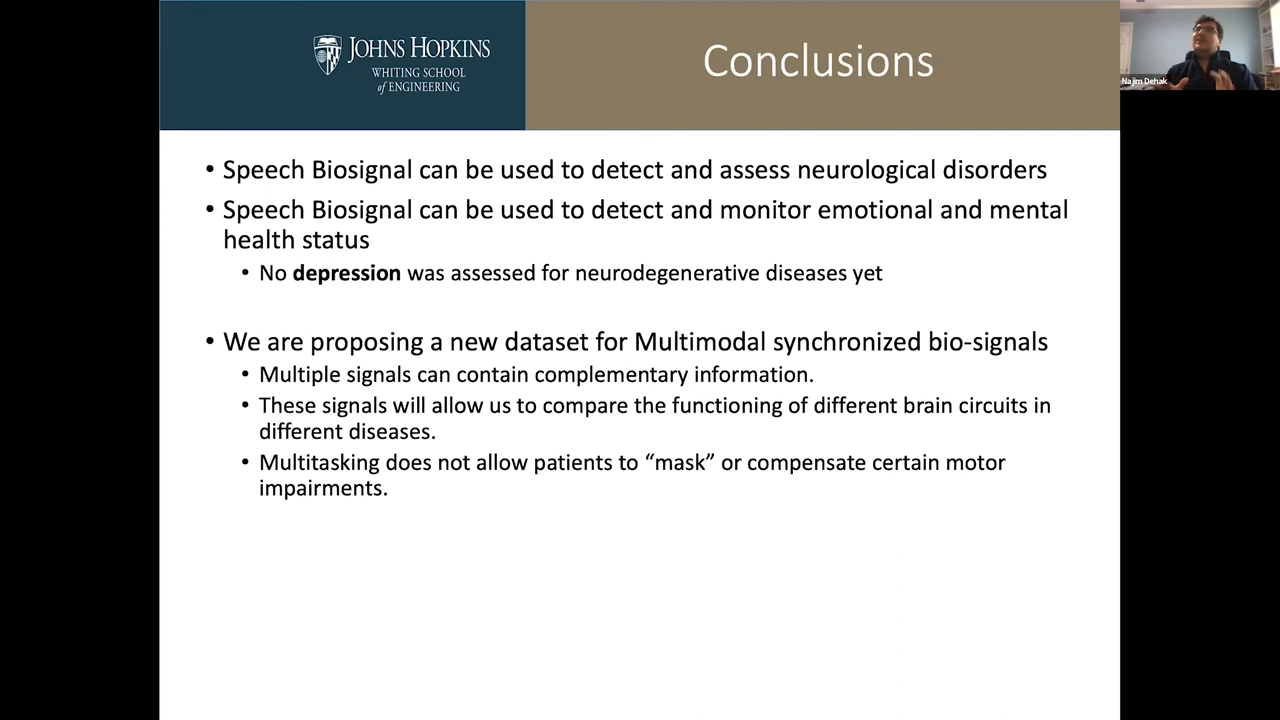 JOHNS HOPKINS
WHITING SCHOOL
of ENGINEERING
Conclusions
Najim Dehak
• Speech Biosignal can be used to detect and assess neurological disorders
• Speech Biosignal can be used to detect and monitor emotional and mental
health status
• No depression was assessed for neurodegenerative diseases yet
• We are proposing a new dataset for Multimodal synchronized bio-signals
• Multiple signals can contain complementary information.
• These signals will allow us to compare the functioning of different brain circuits in
different diseases.
• Multitasking does not allow patients to “mask” or compensate certain motor
impairments.